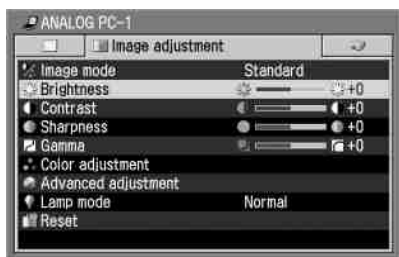 ANALOG PC-1
Image adjustment
Image mode Standard
Brightness +0
Contrast +0
Sharpness +0
Gamma +0
Color adjustment
Advanced adjustment
Lamp mode Normal
Reset